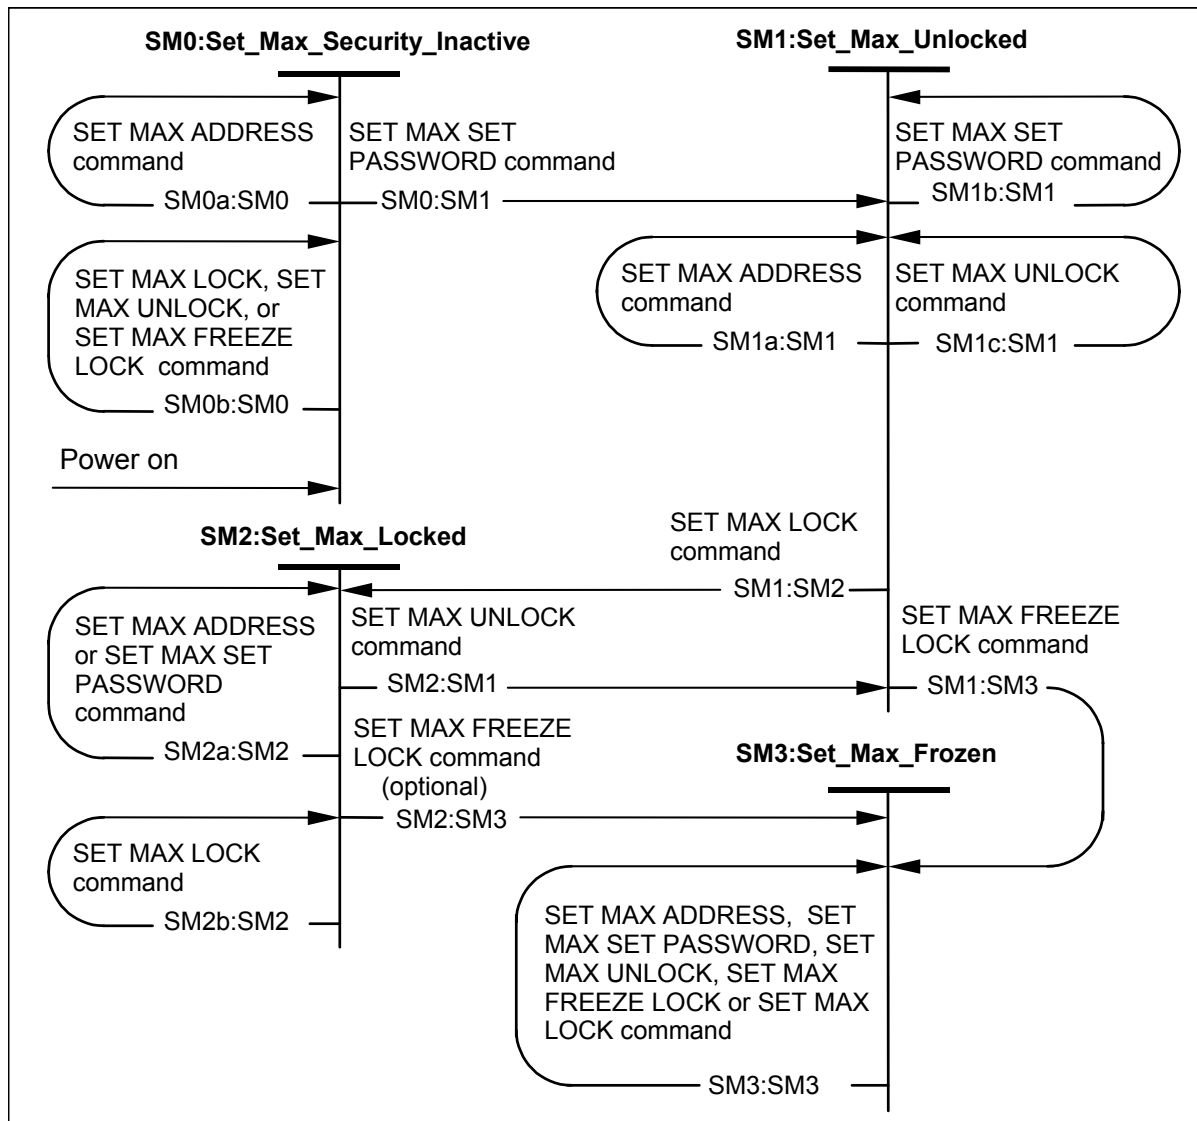 SM0:Set_Max_Security_Inactive
SM1:Set_Max_Unlocked
SET MAX ADDRESS
command
SM0a:SM0
SET MAX SET
PASSWORD command
SM0:SM1
SET MAX SET
PASSWORD command
SM1b:SM1
SET MAX LOCK, SET
MAX UNLOCK, or
SET MAX FREEZE
LOCK command
SM0b:SM0
SET MAX ADDRESS
command
SM1a:SM1
SET MAX UNLOCK
command
SM1c:SM1
Power on
SM2:Set_Max_Locked
SET MAX LOCK
command
SM1:SM2
SET MAX ADDRESS
or SET MAX SET
PASSWORD
command
SM2a:SM2
SET MAX UNLOCK
command
SM2:SM1
SET MAX FREEZE
LOCK command
SM1:SM3
SET MAX FREEZE
LOCK command
(optional)
SM2:SM3
SM3:Set_Max_Frozen
SET MAX LOCK
command
SM2b:SM2
SET MAX ADDRESS, SET
MAX SET PASSWORD, SET
MAX UNLOCK, SET MAX
FREEZE LOCK or SET MAX
LOCK command
SM3:SM3